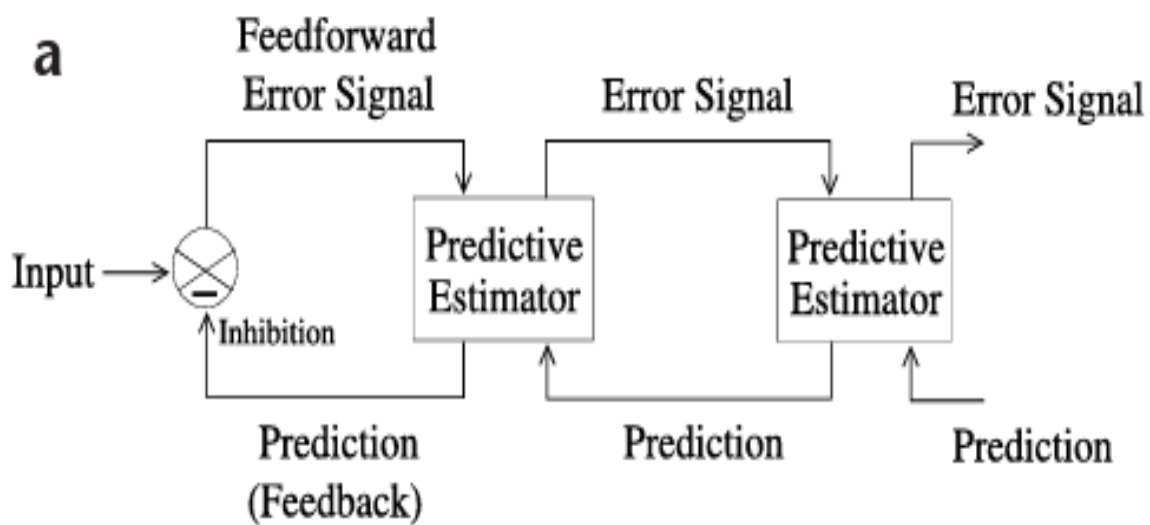 a
Feedforward
Error Signal
Error Signal
Error Signal
Input
Inhibition
Predictive
Estimator
Predictive
Estimator
Prediction
(Feedback)
Prediction
Prediction